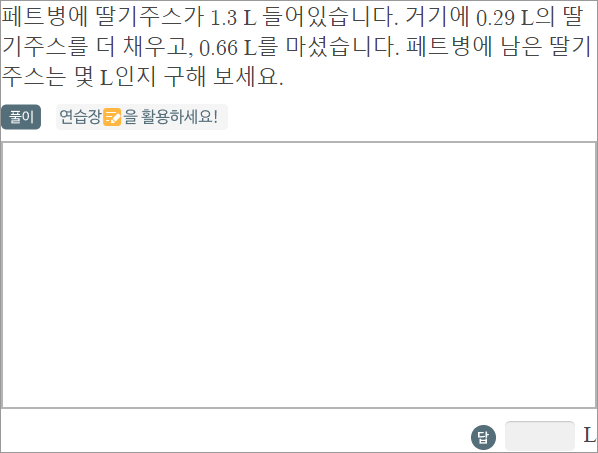 페트병에 딸기주스가 1.3 L 들어있습니다. 거기에 0.29 L의 딸
기주스를 더 채우고, 0.66 L를 마셨습니다. 페트병에 남은 딸기
주스는 몇 L인지 구해 보세요.
풀이 연습장을 활용하세요!
답 L